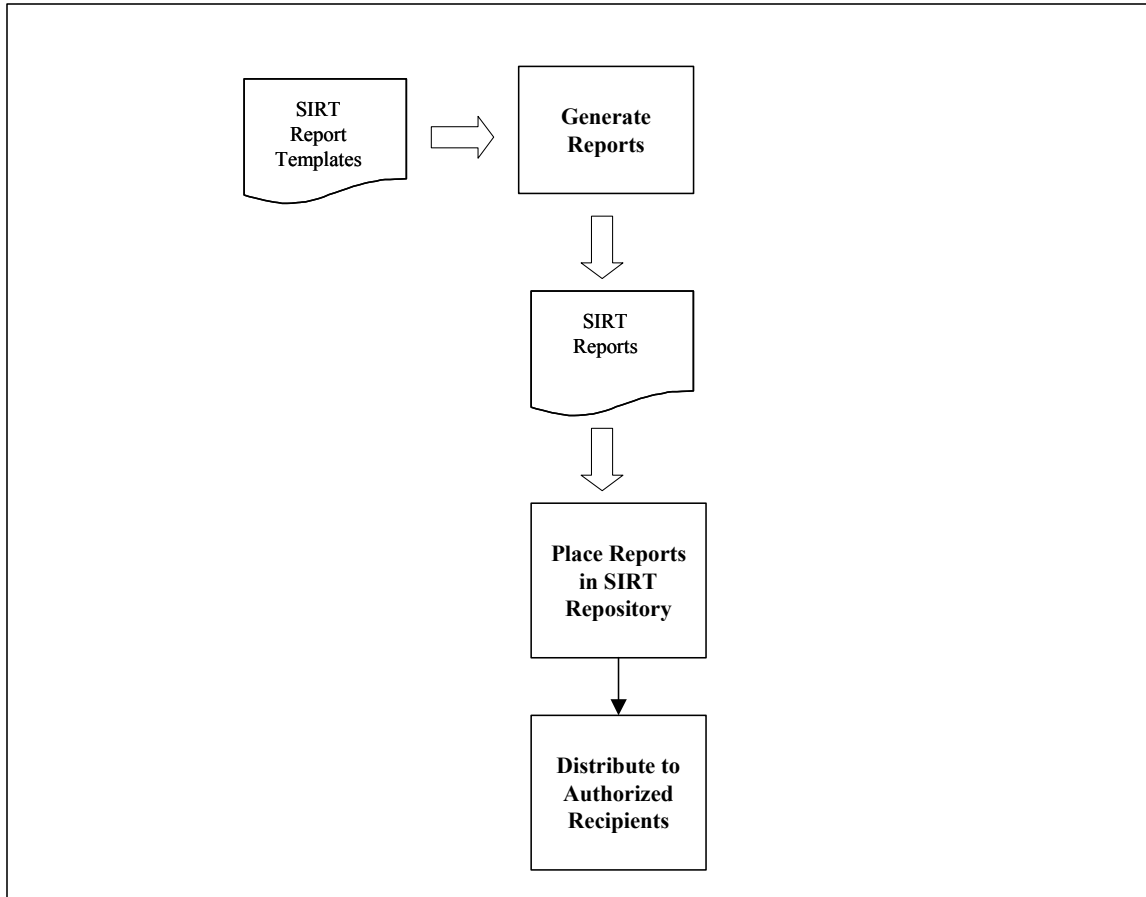 SIRT
Report
Templates
Generate
Reports
SIRT
Reports
Place Reports
in SIRT
Repository
Distribute to
Authorized
Recipients